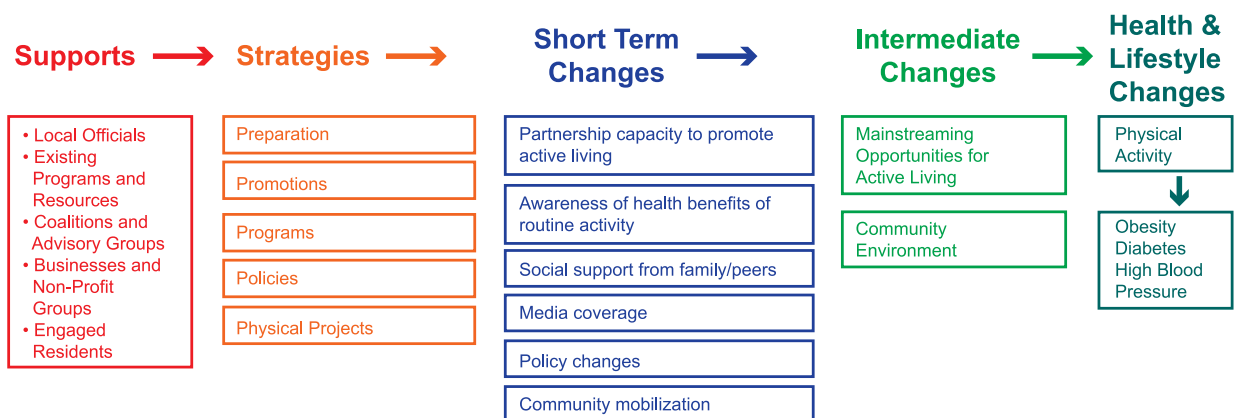 Supports
• Local Officials
• Existing
Programs and
Resources
• Coalitions and
Advisory Groups
• Businesses and
Non-Profit
Groups
• Engaged
Residents
Strategies
Preparation
Promotions
Programs
Policies
Physical Projects
Short Term
Changes
Partnership capacity to promote
active living
Awareness of health benefits of
routine activity
Social support from family/peers
Media coverage
Policy changes
Community mobilization
Intermediate
Changes
Mainstreaming
Opportunities for
Active Living
Community
Environment
Health &
Lifestyle
Changes
Physical
Activity
Obesity
Diabetes
High Blood
Pressure